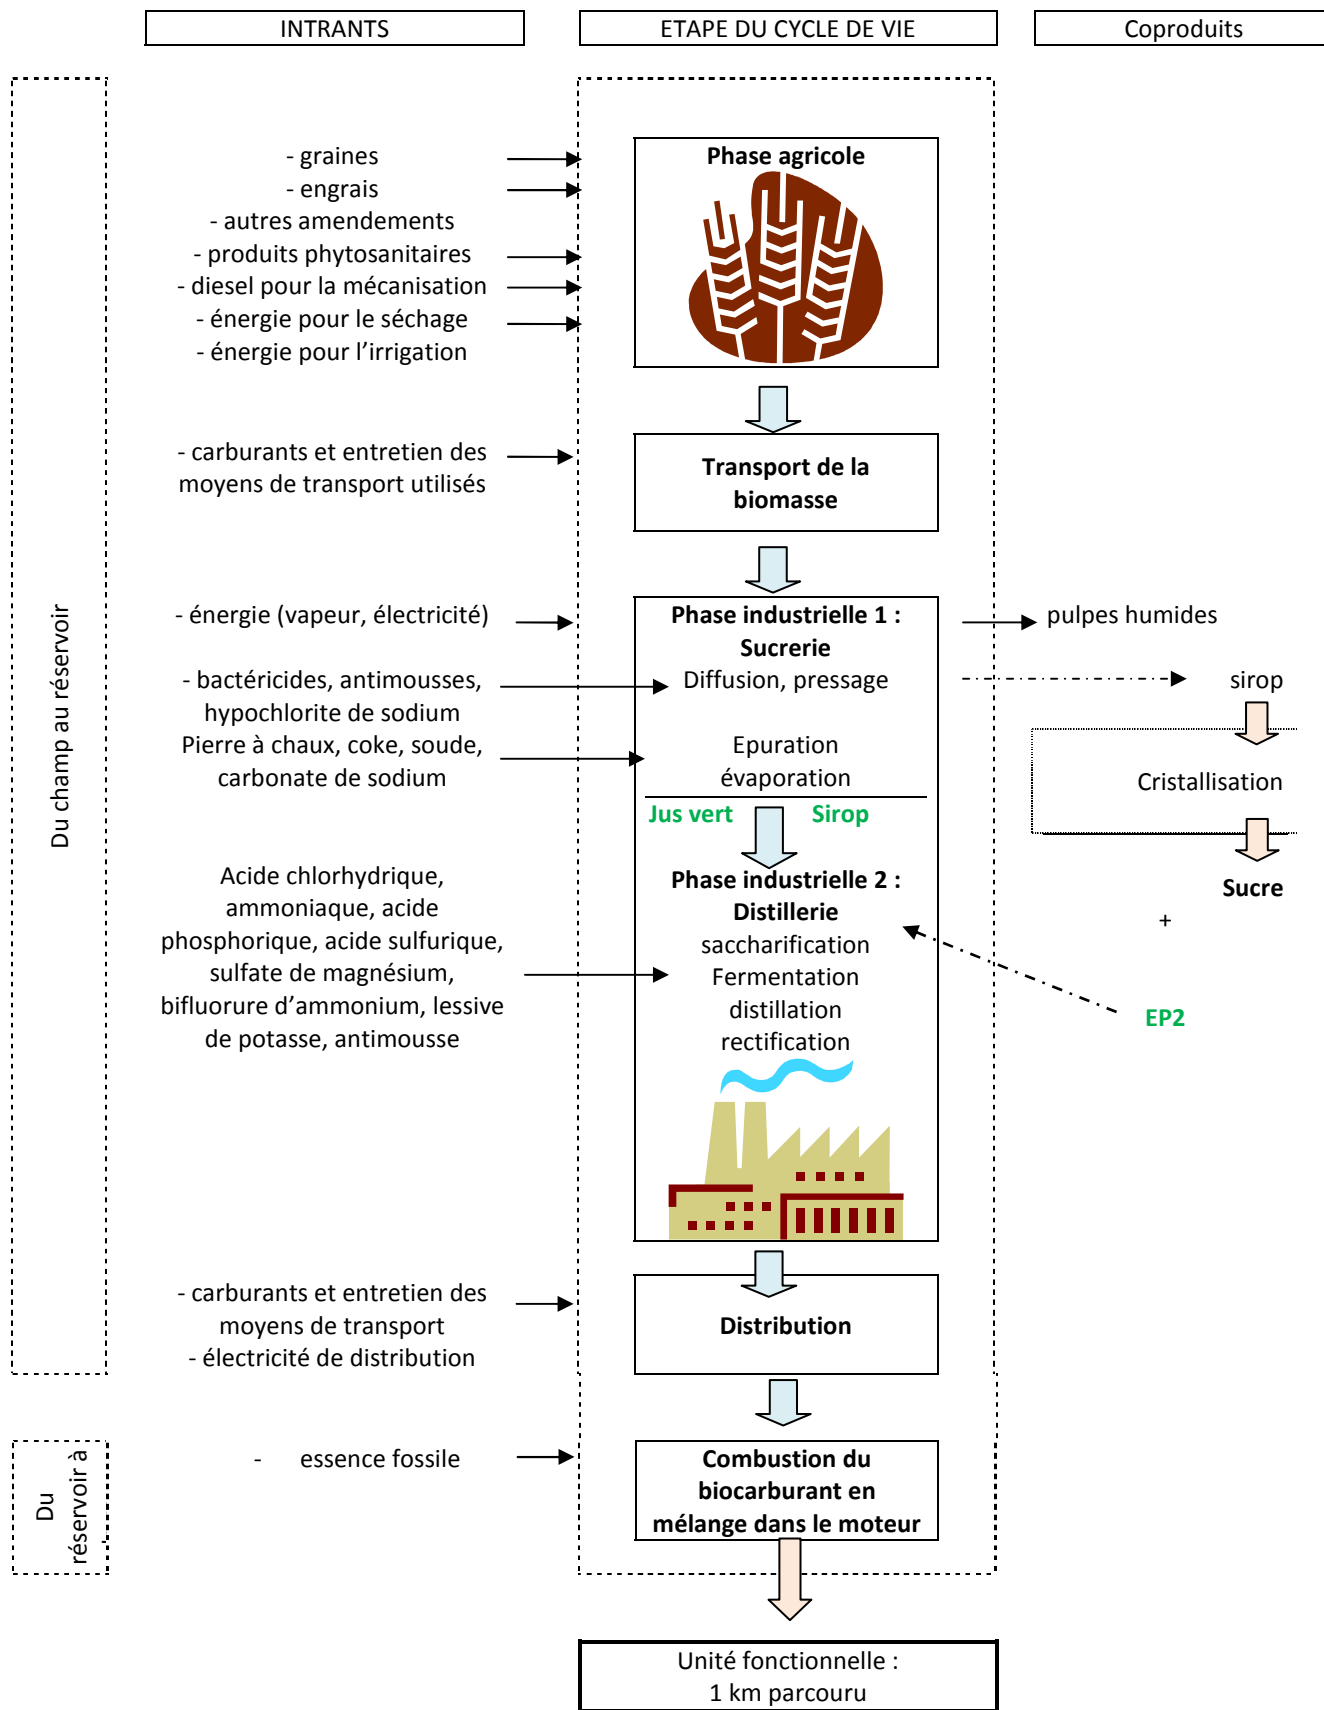 INTRANTS
ETAPE DU CYCLE DE VIE
Coproduits
Du champ au réservoir
- graines
- engrais
- autres amendements
- produits phytosanitaires
- diesel pour la mécanisation
- énergie pour le séchage
- énergie pour l'irrigation
Phase agricole
- carburants et entretien des
moyens de transport utilisés
Transport de la
biomasse
- énergie (vapeur, électricité)
- bactéricides, antimousses,
hypochlorite de sodium
Pierre à chaux, coke, soude,
carbonate de sodium
Phase industrielle 1 :
Sucrerie
Diffusion, pressage
Epuration
évaporation
Jus vert
Sirop
pulpes humides
sirop
Cristallisation
Sucre
+
EP2
Acide chlorhydrique,
ammoniaque, acide
phosphorique, acide sulfurique,
sulfate de magnésium,
bifluorure d'ammonium, lessive
de potasse, antimousse
Phase industrielle 2 :
Distillerie
saccharification
Fermentation
distillation
rectification
- carburants et entretien des
moyens de transport
- électricité de distribution
Distribution
Du
réservoir à
- essence fossile
Combustion du
biocarburant en
mélange dans le moteur
Unité fonctionnelle :
1 km parcouru